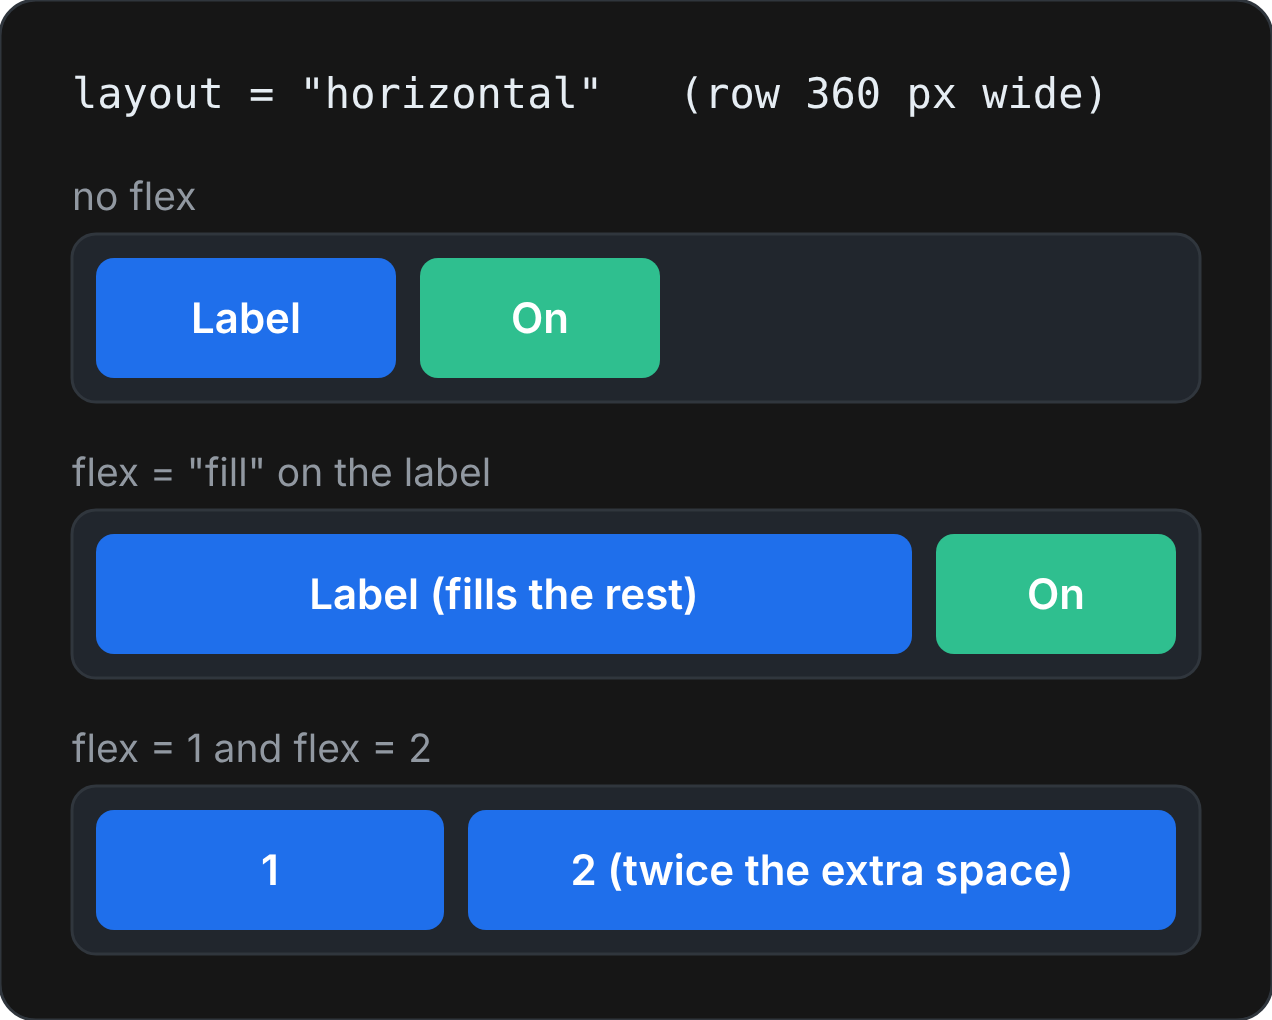 layout = "horizontal"   (row 360 px wide)
no flex
Label
On
flex = "fill" on the label
Label (fills the rest)
On
flex = 1 and flex = 2
1
2 (twice the extra space)